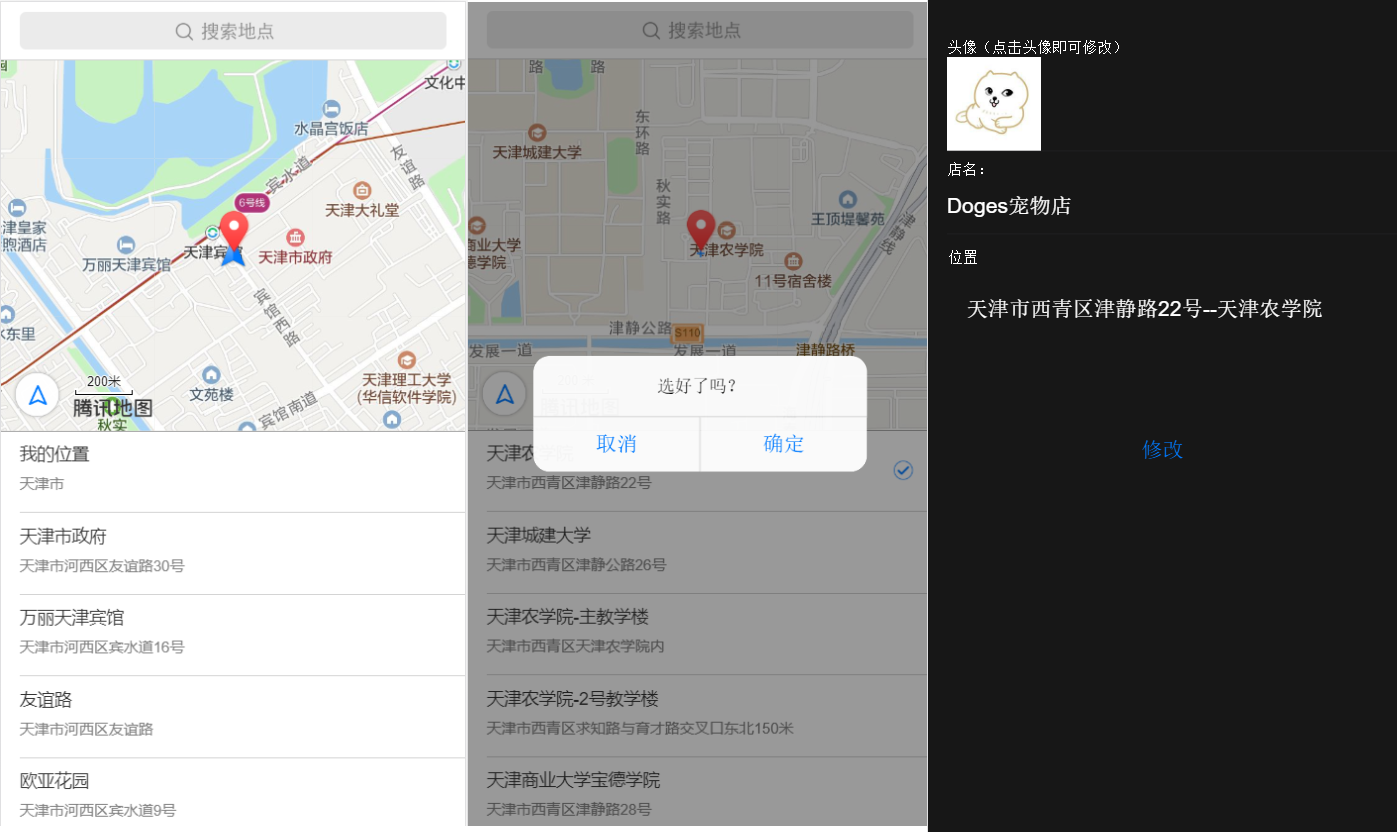 搜索地点
文化中
水晶宫饭店
友谊路
宾水道
6号线
天津大礼堂
津皇家
煦酒店
万丽天津宾馆
天津宾
天津市政府
宾馆西路
水东里
200米
腾讯地图
秋实
文苑楼
天津理工大学
(华信软件学院)
宾馆南道
我的位置
天津市
天津市政府
天津市河西区友谊路30号
万丽天津宾馆
天津市河西区宾水道16号
友谊路
天津市河西区友谊路
欧亚花园
天津市河西区宾水道9号
搜索地点
路
路
东环路
天津城建大学
秋实路
王顶堤馨苑
津静线
商业大学
德学院
天津农学院
11号宿舍楼
津静公路
S110
发展一道
发展一道
津静路桥
选好了吗?
取消
确定
天津农
天津市西青区津静路22号
天津城建大学
天津市西青区津静公路26号
天津农学院-主教学楼
天津市西青区天津农学院内
天津农学院-2号教学楼
天津市西青区求知路与育才路交叉口东北150米
天津商业大学宝德学院
天津市西青区津静路28号
头像（点击头像即可修改）
店名：
Doges宠物店
位置
天津市西青区津静路22号--天津农学院
修改